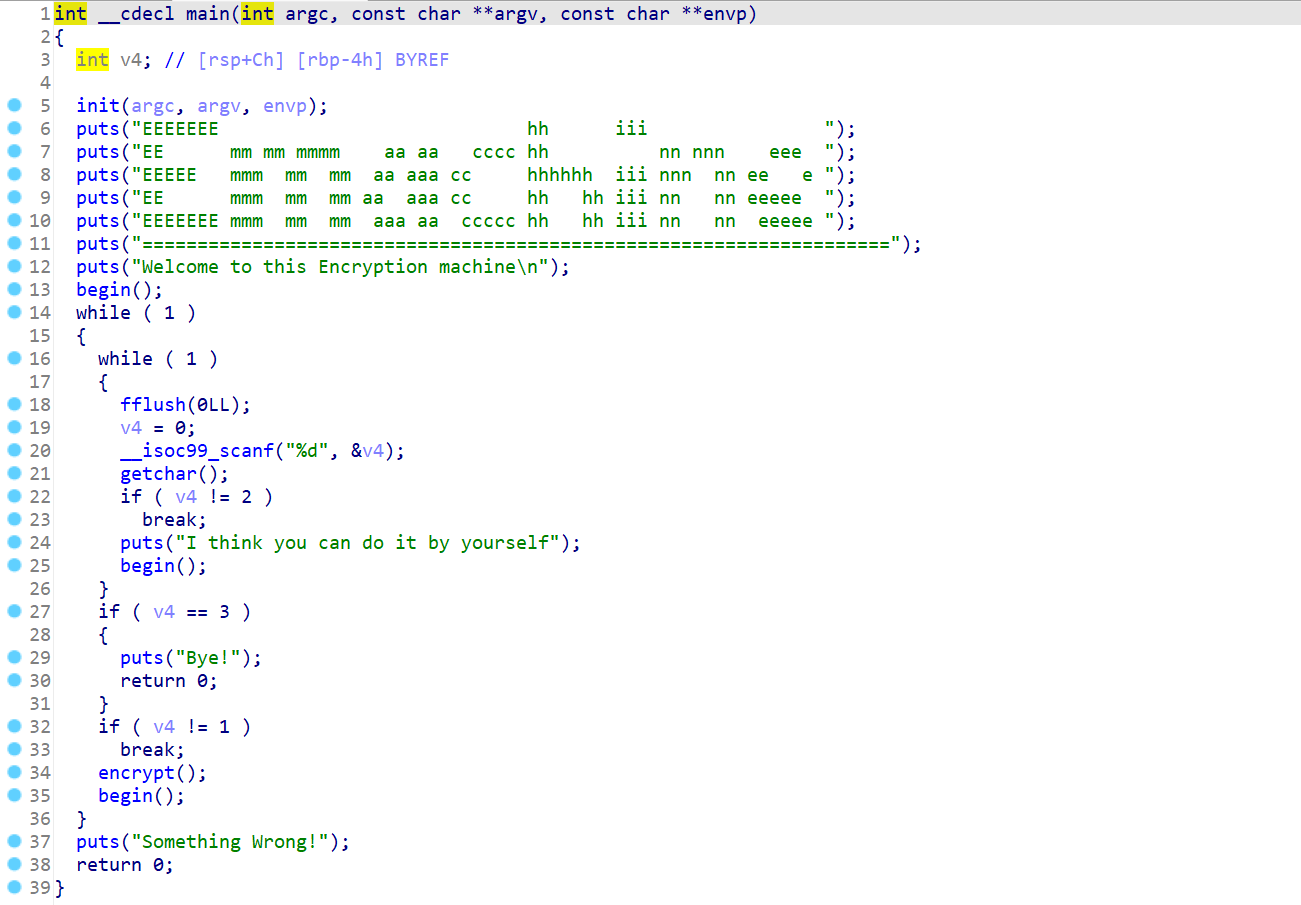 1 int __cdecl main(int argc, const char **argv, const char **envp)
2 {
3   int v4; // [rsp+Ch] [rbp-4h] BYREF
4
5   init(argc, argv, envp);
6   puts("EEEEEEE                            hh      iii                ");
7   puts("EE      mm mm mmmm    aa aa   cccc hh          nn nnn    eee  ");
8   puts("EEEEE   mmm  mm  mm  aa aaa cc     hhhhhh  iii nnn  nn ee   e ");
9   puts("EE      mmm  mm  mm aa  aaa cc     hh   hh iii nn   nn eeeee  ");
10   puts("EEEEEEE mmm  mm  mm  aaa aa  ccccc hh   hh iii nn   nn  eeeee ");
11   puts("====================================================================");
12   puts("Welcome to this Encryption machine\n");
13   begin();
14   while ( 1 )
15   {
16     while ( 1 )
17     {
18       fflush(0LL);
19       v4 = 0;
20       __isoc99_scanf("%d", &v4);
21       getchar();
22       if ( v4 != 2 )
23         break;
24       puts("I think you can do it by yourself");
25       begin();
26     }
27     if ( v4 == 3 )
28     {
29       puts("Bye!");
30       return 0;
31     }
32     if ( v4 != 1 )
33       break;
34     encrypt();
35     begin();
36   }
37   puts("Something Wrong!");
38   return 0;
39 }